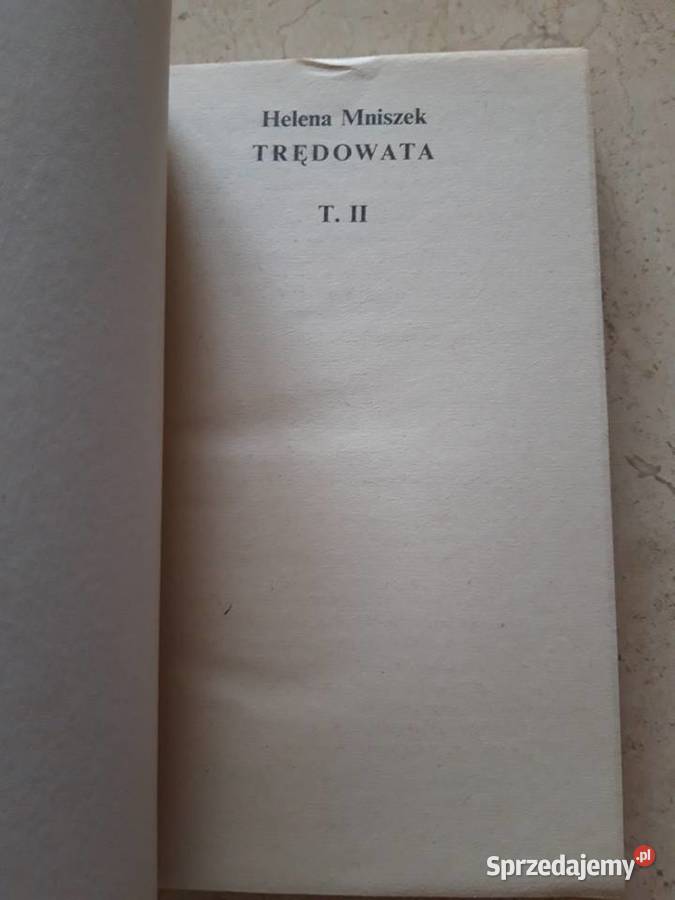 Helena Mniszek
TRĘDOWATA
T. II
Sprzedajemy.pl